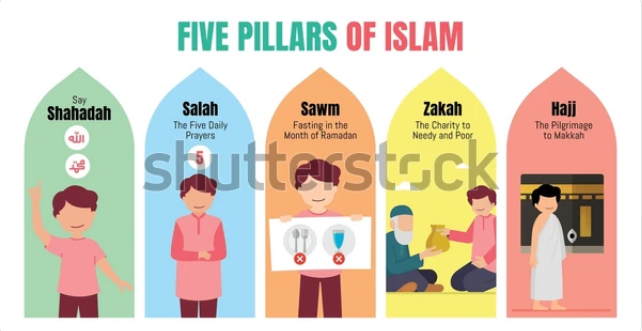 FIVE PILLARS OF ISLAM
Say
Shahadah
الله
محمد
Salah
The Five Daily
Prayers
5
Sawm
Fasting in the
Month of Ramadan
Zakah
The Charity to
Needy and Poor
Hajj
The Pilgrimage
to Makkah
shutterstock